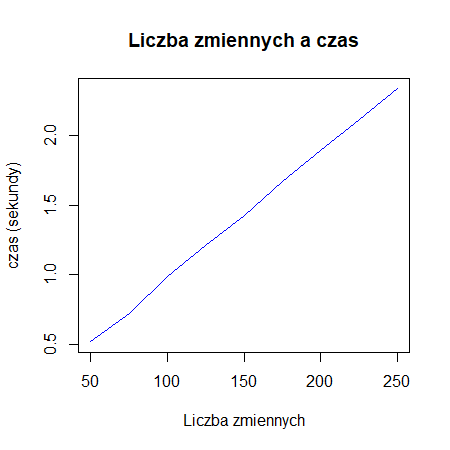 Liczba zmiennych a czas
czas (sekundy)
2.0
1.5
1.0
0.5
50 100 150 200 250
Liczba zmiennych